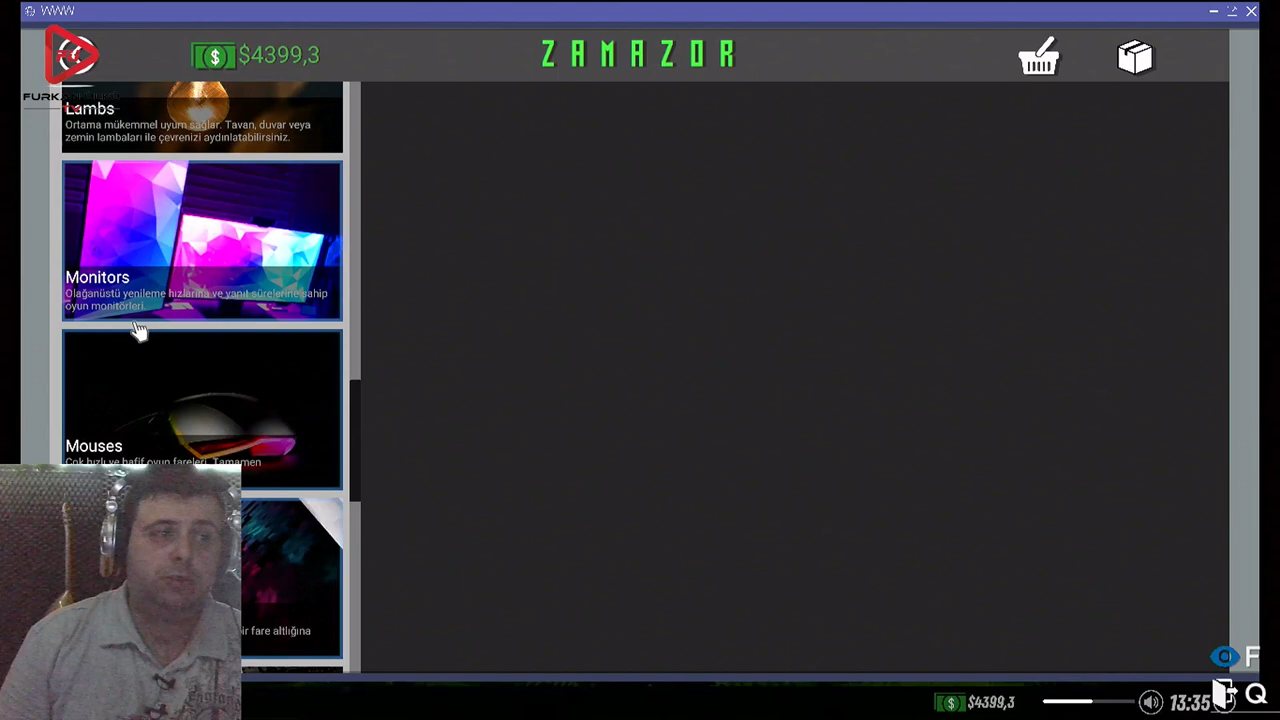 WWW
$4399,3
ZAMAZOR
FURKA
Lambs
Ortama mükemmel uyum sağlar. Tavan, duvar veya
zemin lambaları ile çevrenizi aydınlatabilirsiniz.
Monitors
Olağanüstü yenileme hızlarına ve yanıt sürelerine sahip
oyun monitörleri.
Mouses
Çok hızlı ve hafif oyun fareleri. Tamamen
bir fare altlığına
F
$4399,3
13:35
Q